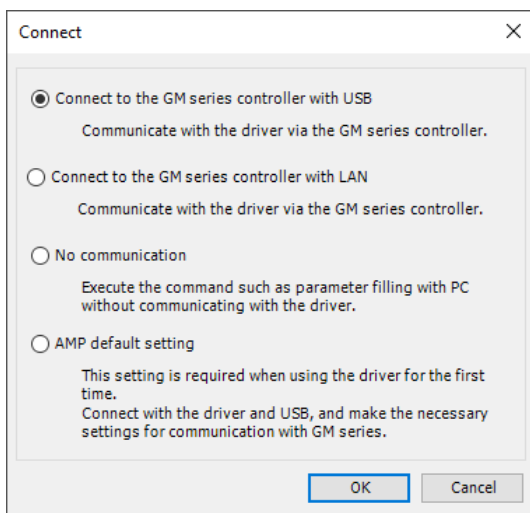 Connect
Connect to the GM series controller with USB
Communicate with the driver via the GM series controller.
Connect to the GM series controller with LAN
Communicate with the driver via the GM series controller.
No communication
Execute the command such as parameter filling with PC
without communicating with the driver.
AMP default setting
This setting is required when using the driver for the first
time.
Connect with the driver and USB, and make the necessary
settings for communication with GM series.
OK
Cancel